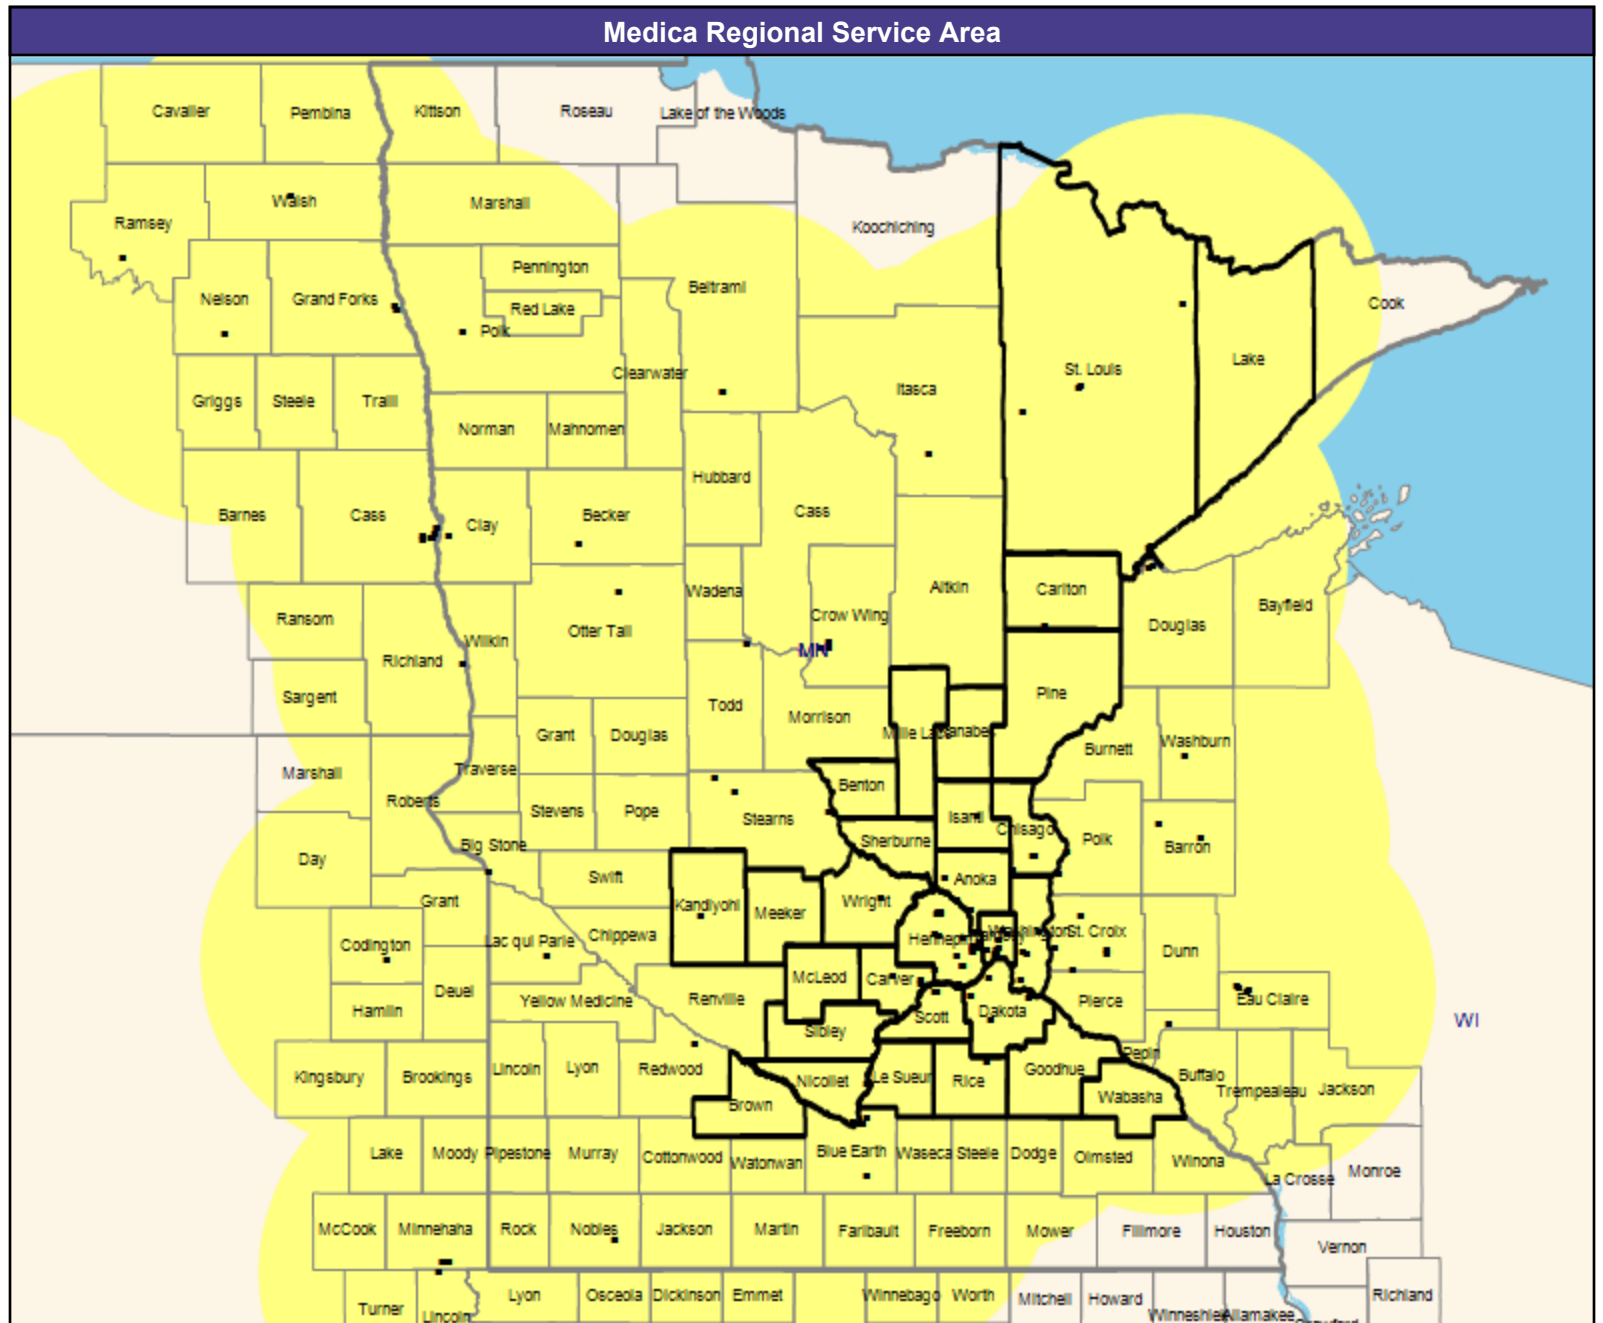 Medica Regional Service Area
Cavalier
Pembina
Kittson
Roseau
Lake of the Woods
Walsh
Marshall
Ramsey
Koochiching
Pennington
Nelson
Grand Forks
Red Lake
Beltrami
Cook
Polk
Lake
St. Louis
Clearwater
Itasca
Griggs
Steele
Traill
Norman
Mahnomen
Hubbard
Barnes
Cass
Clay
Becker
Cass
Wadena
Aitkin
Carlton
Bayfield
Ransom
Crow Wing
Douglas
Otter Tail
Wilkin
MN
Richland
Sargent
Pine
Todd
Morrison
Grant
Douglas
Mille Lacs
Kanabec
Burnett
Washburn
Marshall
Traverse
Benton
Roberts
Stevens
Pope
Stearns
Isanti
Chisago
Polk
Barron
Big Stone
Sherburne
Day
Swift
Anoka
Grant
Kandiyohi
Meeker
Wright
Codington
Lac qui Parle
Chippewa
Hennepin
Washington
St. Croix
Dunn
McLeod
Carver
Deuel
Yellow Medicine
Renville
Pierce
Eau Claire
Hamlin
Scott
Dakota
WI
Sibley
Pepin
Kingsbury
Brookings
Lincoln
Lyon
Redwood
Nicollet
Le Sueur
Rice
Goodhue
Buffalo
Trempealeau
Jackson
Brown
Wabasha
Lake
Moody
Pipestone
Murray
Cottonwood
Watonwan
Blue Earth
Waseca
Steele
Dodge
Olmsted
Winona
La Crosse
Monroe
McCook
Minnehaha
Rock
Nobles
Jackson
Martin
Faribault
Freeborn
Mower
Fillmore
Houston
Vernon
Turner
Lincoln
Lyon
Osceola
Dickinson
Emmet
Winnebago
Worth
Mitchell
Howard
Winneshiek
Allamakee
Richland